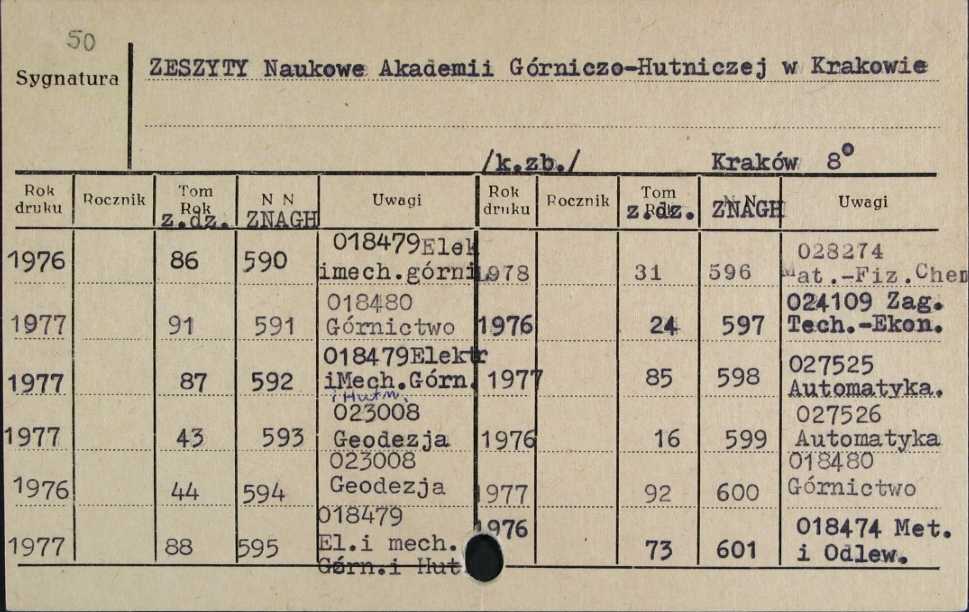 50
Sygnatura
ZESZYTY Naukowe Akademii Górniczo-Hutniczej w Krakowie
/k.zb./ Kraków 8°
Rok druku Rocznik Tom Rok z.dz. N N ZNAGH Uwagi Rok druku Rocznik Tom Rok z.dz. N N ZNAGH Uwagi
1976 86 590 018479Elek
imech.górni
1977 91 591 018480
Górnictwo
1977 87 592 018479Elektr
iMech.Górn.
i Hutn.
1977 43 593 023008
Geodezja
1976 44 594 023008
Geodezja
1977 88 595 018479
El.i mech.
Górn.i Hut
1978 31 596 028274
Mat.-Fiz.Chem
1976 24 597 024109 Zag.
Tech.-Ekon.
1977 85 598 027525
Automatyka.
1976 16 599 027526
Automatyka
1977 92 600 018480
Górnictwo
1976 73 601 018474 Met.
i Odlew.